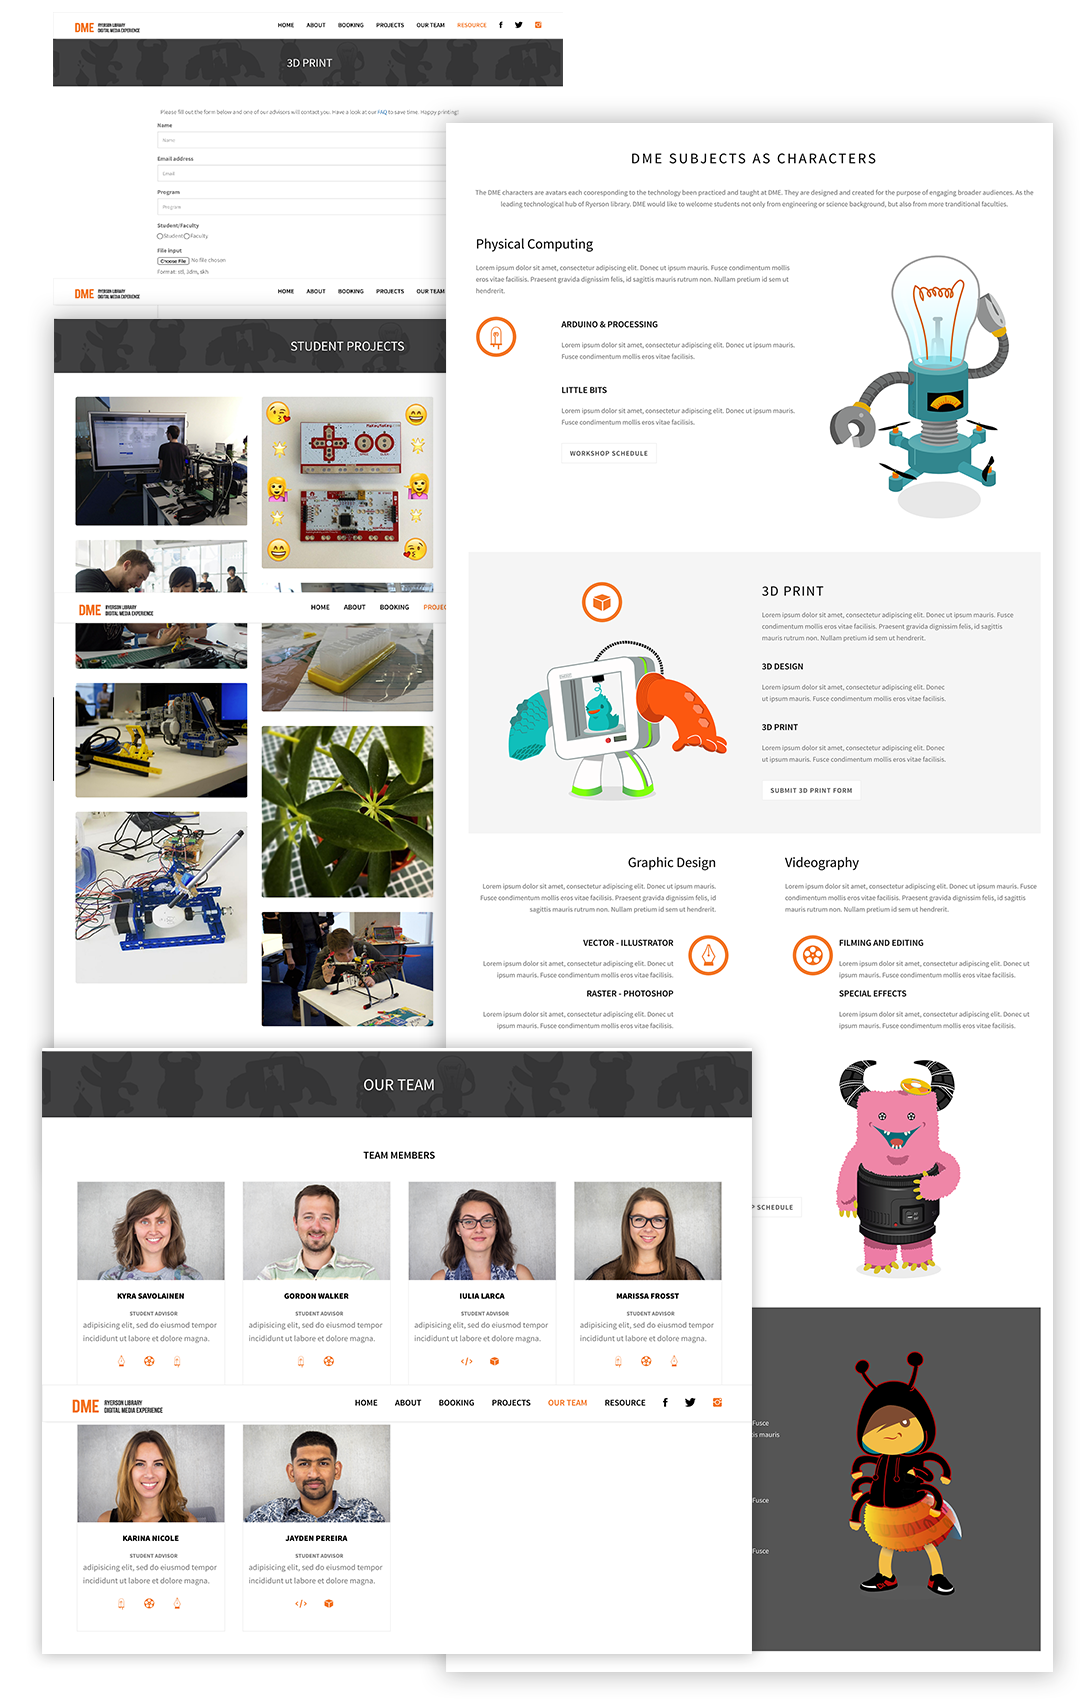 DME RYERSON LIBRARY
DIGITAL MEDIA EXPERIENCE
HOME ABOUT BOOKING PROJECTS OUR TEAM RESOURCE
3D PRINT
Please fill out the form below and one of our advisors will contact you. Have a look at our FAQ to save time. Happy printing!
Name
Name
Email address
Email
Program
Program
Student/Faculty
Student Faculty
File input
Choose File No file chosen
Format: stl, 3dm, skh
DME RYERSON LIBRARY
DIGITAL MEDIA EXPERIENCE
HOME ABOUT BOOKING PROJECTS OUR TEAM
STUDENT PROJECTS
DME RYERSON LIBRARY
DIGITAL MEDIA EXPERIENCE
HOME ABOUT BOOKING PROJEC
DME SUBJECTS AS CHARACTERS
The DME characters are avatars each cooresponding to the technology been practiced and taught at DME. They are designed and created for the purpose of engaging broader audiences. As the
leading technological hub of Ryerson library. DME would like to welcome students not only from engineering or science background, but also from more tranditional faculties.
Physical Computing
Lorem ipsum dolor sit amet, consectetur adipiscing elit. Donec ut ipsum mauris. Fusce condimentum mollis
eros vitae facilisis. Praesent gravida dignissim felis, id sagittis mauris rutrum non. Nullam pretium id sem ut
hendrerit.
ARDUINO & PROCESSING
Lorem ipsum dolor sit amet, consectetur adipiscing elit. Donec ut ipsum mauris.
Fusce condimentum mollis eros vitae facilisis.
LITTLE BITS
Lorem ipsum dolor sit amet, consectetur adipiscing elit. Donec ut ipsum mauris.
Fusce condimentum mollis eros vitae facilisis.
WORKSHOP SCHEDULE
3D PRINT
Lorem ipsum dolor sit amet, consectetur adipiscing elit. Donec ut ipsum mauris. Fusce
condimentum mollis eros vitae facilisis. Praesent gravida dignissim felis, id sagittis
mauris rutrum non. Nullam pretium id sem ut hendrerit.
3D DESIGN
Lorem ipsum dolor sit amet, consectetur adipiscing elit. Donec
ut ipsum mauris. Fusce condimentum mollis eros vitae facilisis.
3D PRINT
Lorem ipsum dolor sit amet, consectetur adipiscing elit. Donec
ut ipsum mauris. Fusce condimentum mollis eros vitae facilisis.
SUBMIT 3D PRINT FORM
Graphic Design
Lorem ipsum dolor sit amet, consectetur adipiscing elit. Donec ut ipsum mauris.
Fusce condimentum mollis eros vitae facilisis. Praesent gravida dignissim felis, id
sagittis mauris rutrum non. Nullam pretium id sem ut hendrerit.
VECTOR - ILLUSTRATOR
Lorem ipsum dolor sit amet, consectetur adipiscing elit. Donec ut
ipsum mauris. Fusce condimentum mollis eros vitae facilisis.
RASTER - PHOTOSHOP
Lorem ipsum dolor sit amet, consectetur adipiscing elit. Donec ut
ipsum mauris. Fusce condimentum mollis eros vitae facilisis.
Videography
Lorem ipsum dolor sit amet, consectetur adipiscing elit. Donec ut ipsum mauris. Fusce
condimentum mollis eros vitae facilisis. Praesent gravida dignissim felis, id sagittis
mauris rutrum non. Nullam pretium id sem ut hendrerit.
FILMING AND EDITING
Lorem ipsum dolor sit amet, consectetur adipiscing elit. Donec ut
ipsum mauris. Fusce condimentum mollis eros vitae facilisis.
SPECIAL EFFECTS
Lorem ipsum dolor sit amet, consectetur adipiscing elit. Donec ut
ipsum mauris. Fusce condimentum mollis eros vitae facilisis.
P SCHEDULE
Fusce
tis mauris
Fusce
Fusce
OUR TEAM
TEAM MEMBERS
KYRA SAVOLAINEN
STUDENT ADVISOR
adipisicing elit, sed do eiusmod tempor
incididunt ut labore et dolore magna.
GORDON WALKER
STUDENT ADVISOR
adipisicing elit, sed do eiusmod tempor
incididunt ut labore et dolore magna.
IULIA LARCA
STUDENT ADVISOR
adipisicing elit, sed do eiusmod tempor
incididunt ut labore et dolore magna.
MARISSA FROSST
STUDENT ADVISOR
adipisicing elit, sed do eiusmod tempor
incididunt ut labore et dolore magna.
DME RYERSON LIBRARY
DIGITAL MEDIA EXPERIENCE
HOME ABOUT BOOKING PROJECTS OUR TEAM RESOURCE
KARINA NICOLE
STUDENT ADVISOR
adipisicing elit, sed do eiusmod tempor
incididunt ut labore et dolore magna.
JAYDEN PEREIRA
STUDENT ADVISOR
adipisicing elit, sed do eiusmod tempor
incididunt ut labore et dolore magna.